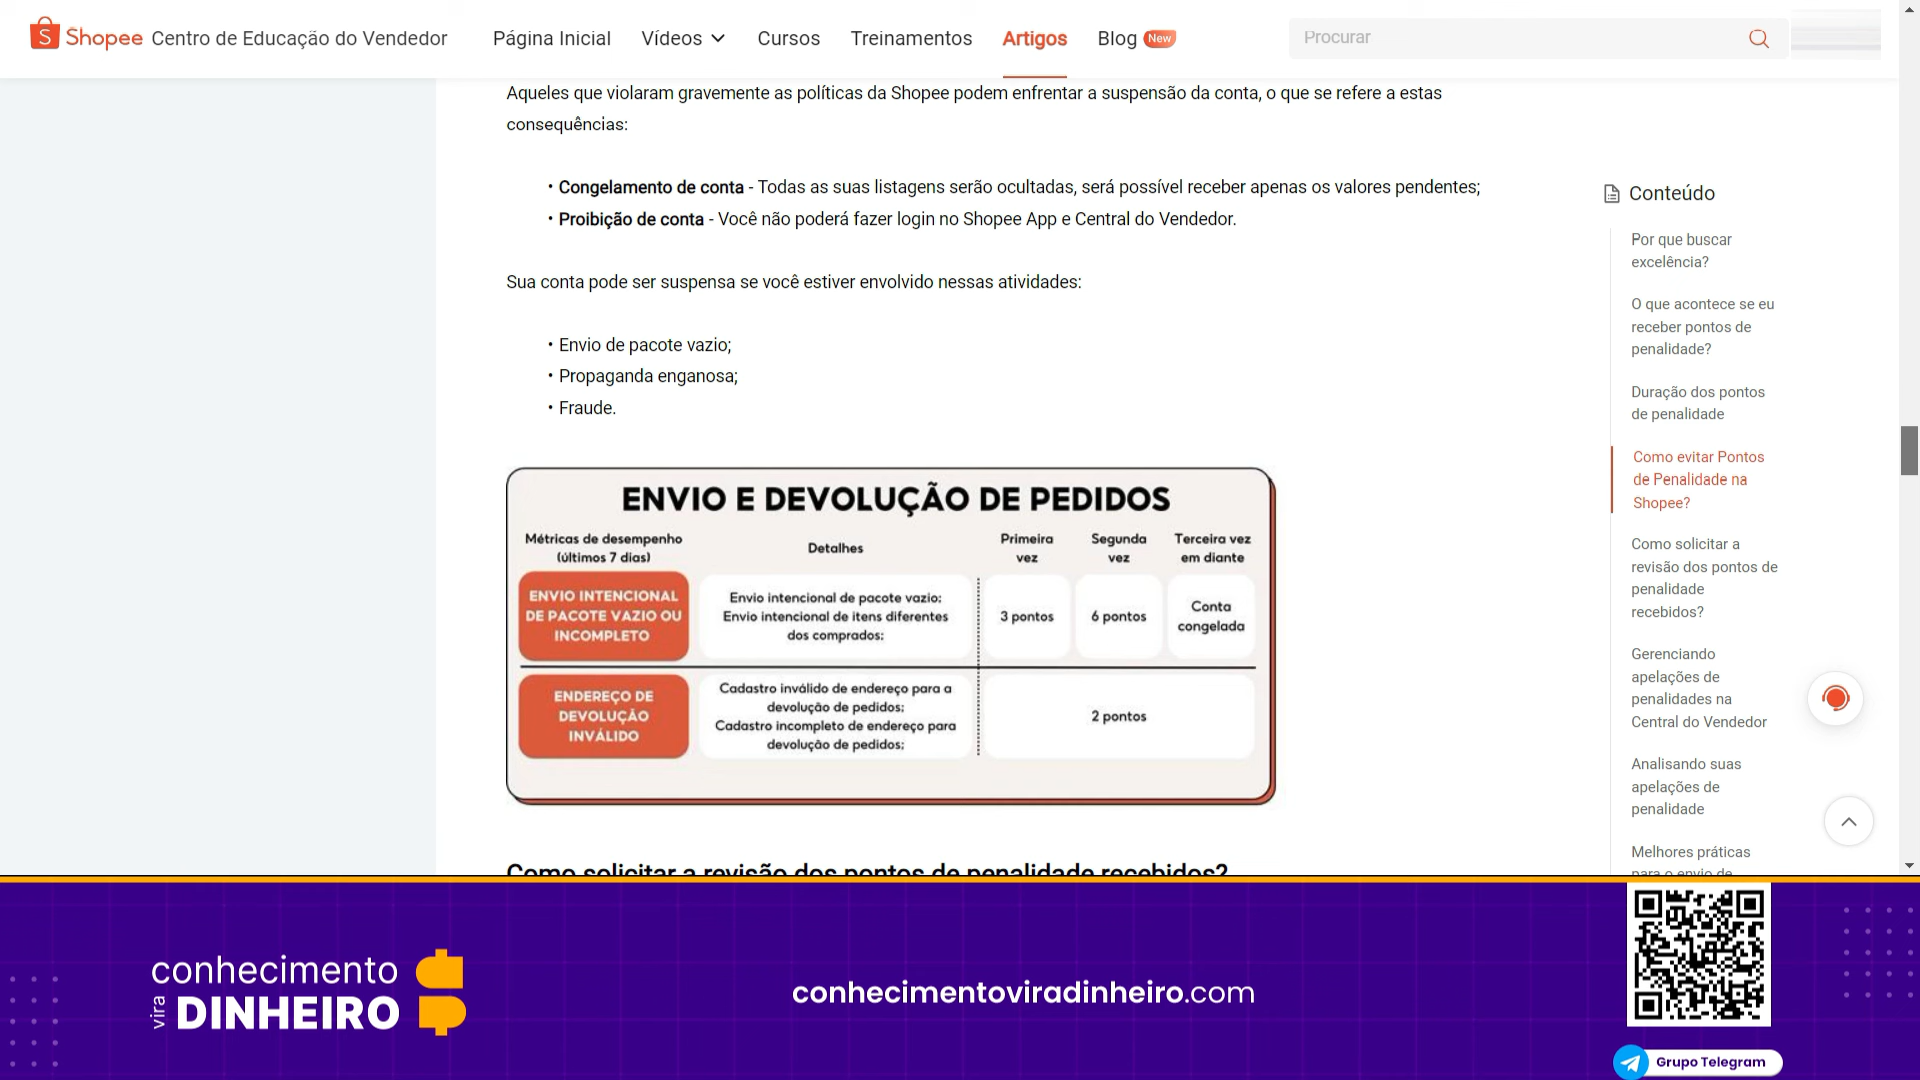 Shopee Centro de Educação do Vendedor
Página Inicial
Vídeos
Cursos
Treinamentos
Artigos
Blog New
Procurar
Aqueles que violaram gravemente as políticas da Shopee podem enfrentar a suspensão da conta, o que se refere a estas
consequências:
• Congelamento de conta - Todas as suas listagens serão ocultadas, será possível receber apenas os valores pendentes;
• Proibição de conta - Você não poderá fazer login no Shopee App e Central do Vendedor.
Sua conta pode ser suspensa se você estiver envolvido nessas atividades:
• Envio de pacote vazio;
• Propaganda enganosa;
• Fraude.
ENVIO E DEVOLUÇÃO DE PEDIDOS
Métricas de desempenho
(últimos 7 dias)
Detalhes
Primeira
vez
Segunda
vez
Terceira vez
em diante
ENVIO INTENCIONAL
DE PACOTE VAZIO OU
INCOMPLETO
Envio intencional de pacote vazio;
Envio intencional de itens diferentes
dos comprados;
3 pontos
6 pontos
Conta
congelada
ENDEREÇO DE
DEVOLUÇÃO
INVÁLIDO
Cadastro inválido de endereço para a
devolução de pedidos;
Cadastro incompleto de endereço para
devolução de pedidos;
2 pontos
Como solicitar a revisão dos pontos de penalidade recebidos?
Conteúdo
Por que buscar
excelência?
O que acontece se eu
receber pontos de
penalidade?
Duração dos pontos
de penalidade
Como evitar Pontos
de Penalidade na
Shopee?
Como solicitar a
revisão dos pontos de
penalidade
recebidos?
Gerenciando
apelações de
penalidades na
Central do Vendedor
Analisando suas
apelações de
penalidade
Melhores práticas
para o envio de
conhecimento
vira DINHEIRO
conhecimentoviradinheiro.com
Grupo Telegram